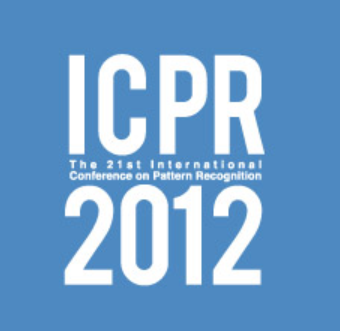 ICPR
The 21st International
Conference on Pattern Recognition
2012